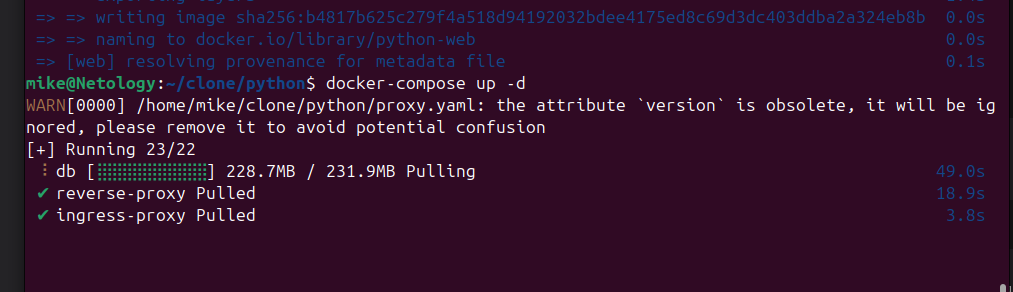 => => writing image sha256:b4817b625c279f4a518d94192032bdee4175ed8c69d3dc403ddba2a324eb8b 0.0s
=> => naming to docker.io/library/python-web 0.0s
=> [web] resolving provenance for metadata file 0.1s
mike@Netology:~/clone/python$ docker-compose up -d
WARN[0000] /home/mike/clone/python/proxy.yaml: the attribute `version` is obsolete, it will be ig
nored, please remove it to avoid potential confusion
[+] Running 23/22
⠸ db [⣿⣿⣿⣿⣿⣿⣿⣿⣿⣿⣿⣿⣿⣿] 228.7MB / 231.9MB Pulling 49.0s
✔ reverse-proxy Pulled 18.9s
✔ ingress-proxy Pulled 3.8s